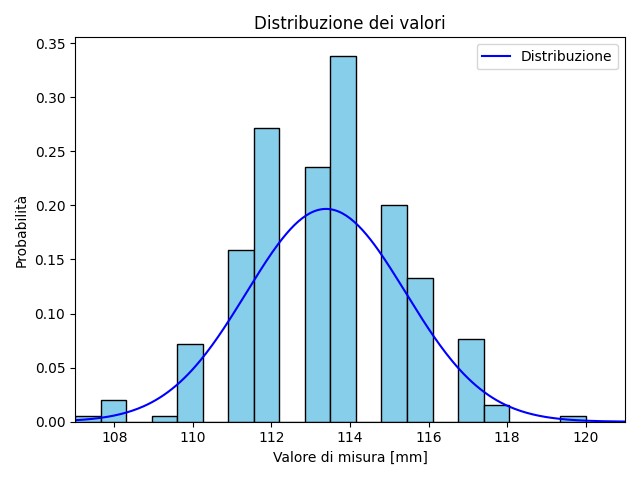 Distribuzione dei valori
Distribuzione
Probabilità
0.35
0.30
0.25
0.20
0.15
0.10
0.05
0.00
108 110 112 114 116 118 120
Valore di misura [mm]